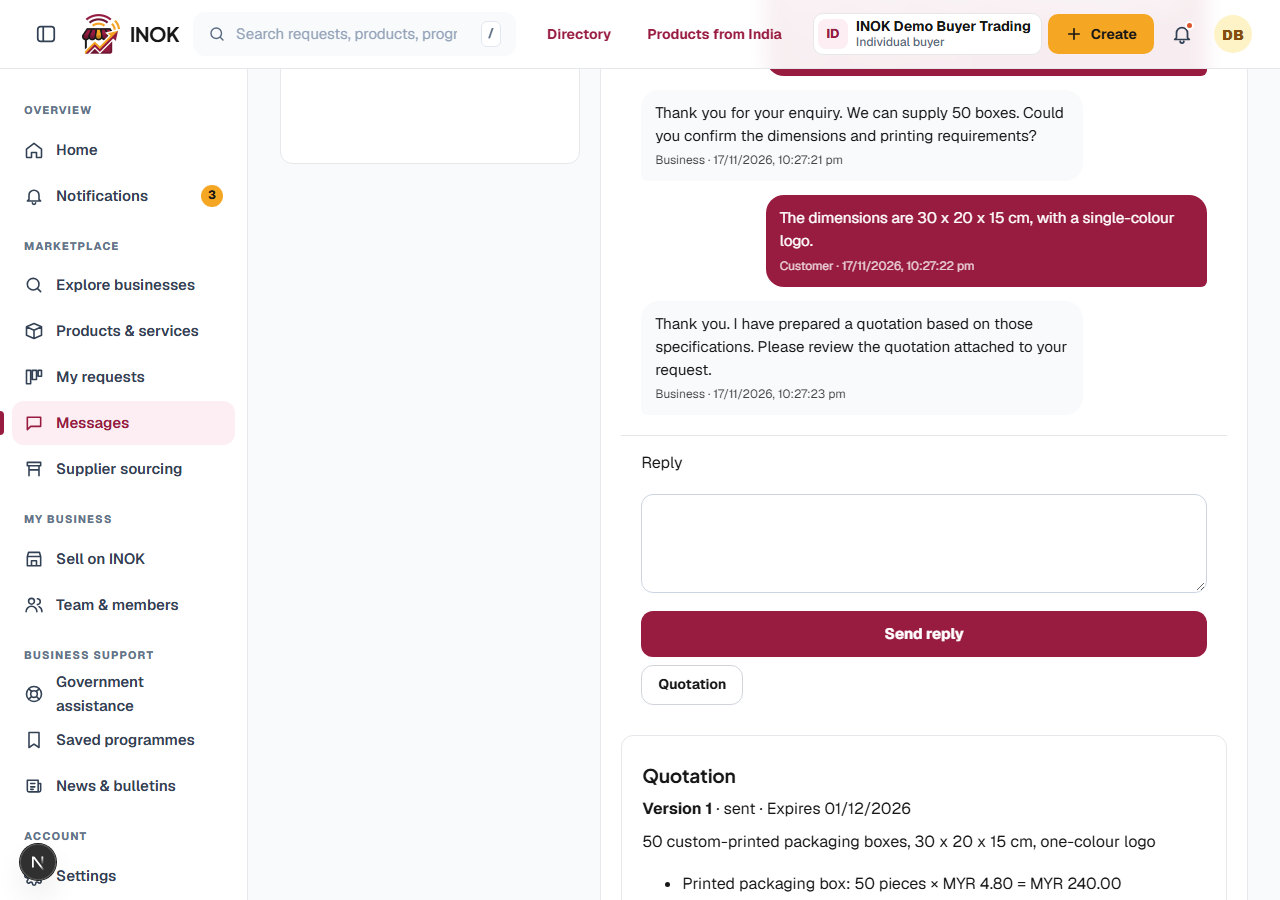 INOK
Search requests, products, progr
/
Directory
Products from India
ID
INOK Demo Buyer Trading
Individual buyer
Create
DB
OVERVIEW
Home
Notifications
3
MARKETPLACE
Explore businesses
Products & services
My requests
Messages
Supplier sourcing
MY BUSINESS
Sell on INOK
Team & members
BUSINESS SUPPORT
Government
assistance
Saved programmes
News & bulletins
ACCOUNT
N
Settings
Thank you for your enquiry. We can supply 50 boxes. Could
you confirm the dimensions and printing requirements?
Business · 17/11/2026, 10:27:21 pm
The dimensions are 30 x 20 x 15 cm, with a single-colour
logo.
Customer · 17/11/2026, 10:27:22 pm
Thank you. I have prepared a quotation based on those
specifications. Please review the quotation attached to your
request.
Business · 17/11/2026, 10:27:23 pm
Reply
Send reply
Quotation
Quotation
Version 1 · sent · Expires 01/12/2026
50 custom-printed packaging boxes, 30 x 20 x 15 cm, one-colour logo
• Printed packaging box: 50 pieces × MYR 4.80 = MYR 240.00